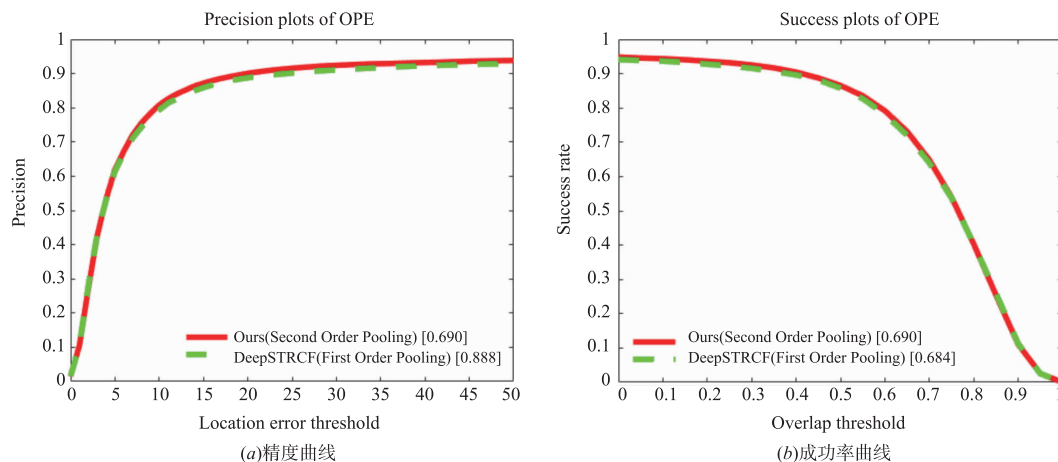 Precision plots of OPE
1
0.9
0.8
0.7
0.6
0.5
0.4
0.3
0.2
0.1
0
Precision
Ours(Second Order Pooling) [0.690]
DeepSTRCF(First Order Pooling) [0.888]
0 5 10 15 20 25 30 35 40 45 50
Location error threshold
(a)精度曲线
Success plots of OPE
1
0.9
0.8
0.7
0.6
0.5
0.4
0.3
0.2
0.1
0
Success rate
Ours(Second Order Pooling) [0.690]
DeepSTRCF(First Order Pooling) [0.684]
0 0.1 0.2 0.3 0.4 0.5 0.6 0.7 0.8 0.9
Overlap threshold
(b)成功率曲线